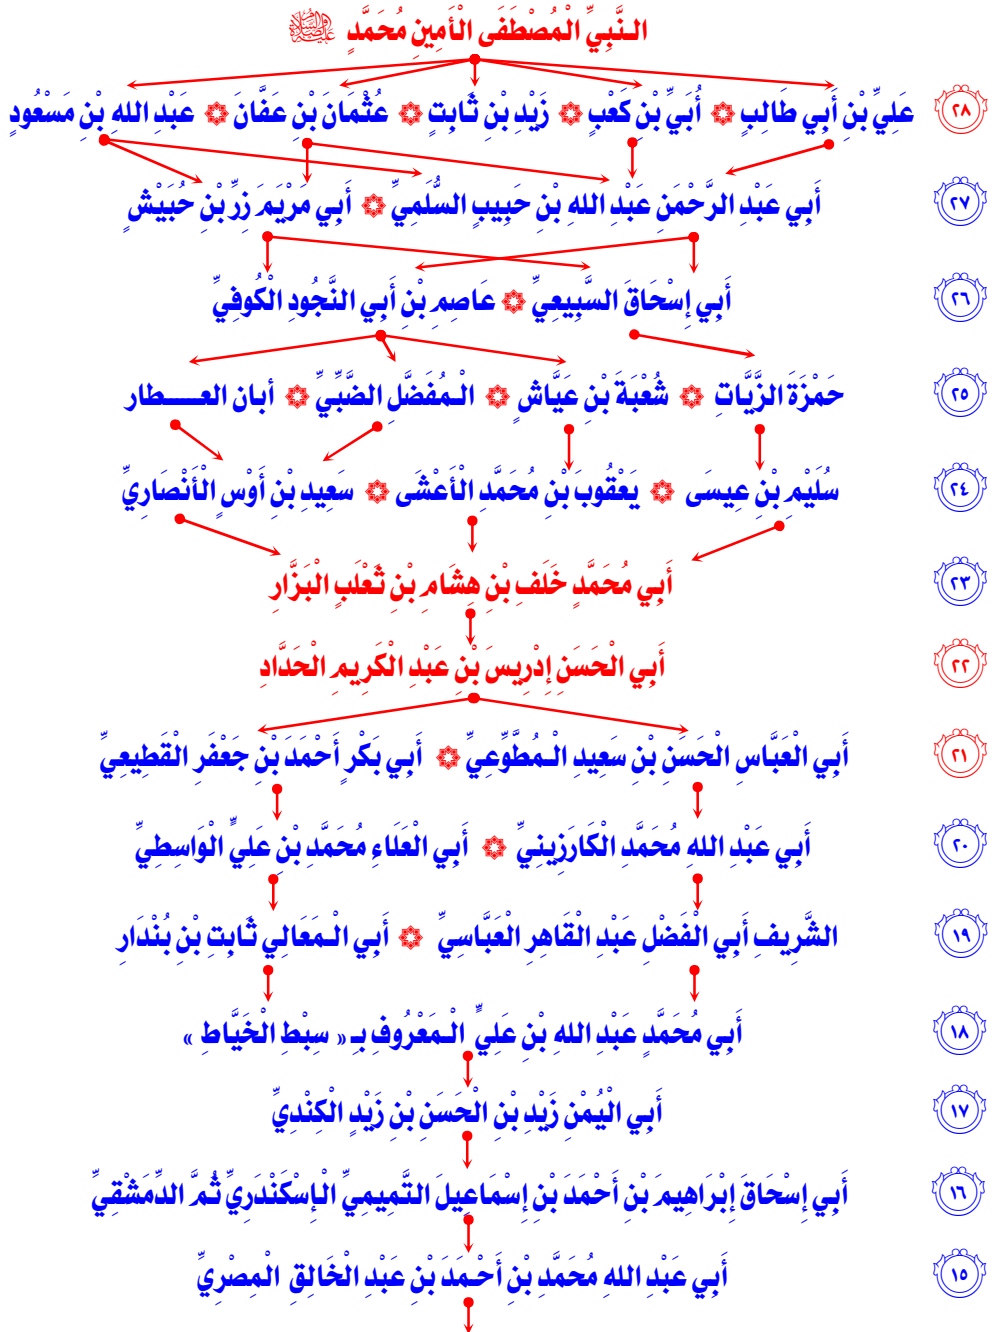 النَّبِيِّ الْمُصْطَفَى الْأَمِينِ مُحَمَّدٍ عَلَيْهِ الصَّلَاةُ وَالسَّلَامُ
٢٨ عَلِيِّ بْنِ أَبِي طَالِبٍ ۞ أُبَيِّ بْنِ كَعْبٍ ۞ زَيْدِ بْنِ ثَابِتٍ ۞ عُثْمَانَ بْنِ عَفَّانَ ۞ عَبْدِ اللهِ بْنِ مَسْعُودٍ
٢٧ أَبِي عَبْدِ الرَّحْمَنِ عَبْدِ اللهِ بْنِ حَبِيبٍ السُّلَمِيِّ ۞ أَبِي مَرْيَمَ زِرِّ بْنِ حُبَيْشٍ
٢٦ أَبِي إِسْحَاقَ السَّبِيعِيِّ ۞ عَاصِمِ بْنِ أَبِي النَّجُودِ الْكُوفِيِّ
٢٥ حَمْزَةَ الزَّيَّاتِ ۞ شُعْبَةَ بْنِ عَيَّاشٍ ۞ الْمُفَضَّلِ الضَّبِّيِّ ۞ أبان العـــــطار
٢٤ سُلَيْمِ بْنِ عِيسَى ۞ يَعْقُوبَ بْنِ مُحَمَّدِ الْأَعْشَى ۞ سَعِيدِ بْنِ أَوْسٍ الْأَنْصَارِيِّ
٢٣ أَبِي مُحَمَّدٍ خَلَفِ بْنِ هِشَامِ بْنِ ثَعْلَبٍ الْبَزَّارِ
٢٢ أَبِي الْحَسَنِ إِدْرِيسَ بْنِ عَبْدِ الْكَرِيمِ الْحَدَّادِ
٢١ أَبِي الْعَبَّاسِ الْحَسَنِ بْنِ سَعِيدِ الْمُطَّوِّعِيِّ ۞ أَبِي بَكْرٍ أَحْمَدَ بْنِ جَعْفَرِ الْقَطِيعِيِّ
٢٠ أَبِي عَبْدِ اللهِ مُحَمَّدِ الْكَارَزِينِيِّ ۞ أَبِي الْعَلَاءِ مُحَمَّدِ بْنِ عَلِيٍّ الْوَاسِطِيِّ
١٩ الشَّرِيفِ أَبِي الْفَضْلِ عَبْدِ الْقَاهِرِ الْعَبَّاسِيِّ ۞ أَبِي الْمَعَالِي ثَابِتِ بْنِ بُنْدَارِ
١٨ أَبِي مُحَمَّدٍ عَبْدِ اللهِ بْنِ عَلِيٍّ الْمَعْرُوفِ بِـ « سِبْطِ الْخَيَّاطِ »
١٧ أَبِي الْيُمْنِ زَيْدِ بْنِ الْحَسَنِ بْنِ زَيْدٍ الْكِنْدِيِّ
١٦ أَبِي إِسْحَاقَ إِبْرَاهِيمَ بْنِ أَحْمَدَ بْنِ إِسْمَاعِيلَ التَّمِيمِيِّ الْإِسْكَنْدَرِيِّ ثُمَّ الدِّمَشْقِيِّ
١٥ أَبِي عَبْدِ اللهِ مُحَمَّدِ بْنِ أَحْمَدَ بْنِ عَبْدِ الْخَالِقِ الْمِصْرِيِّ